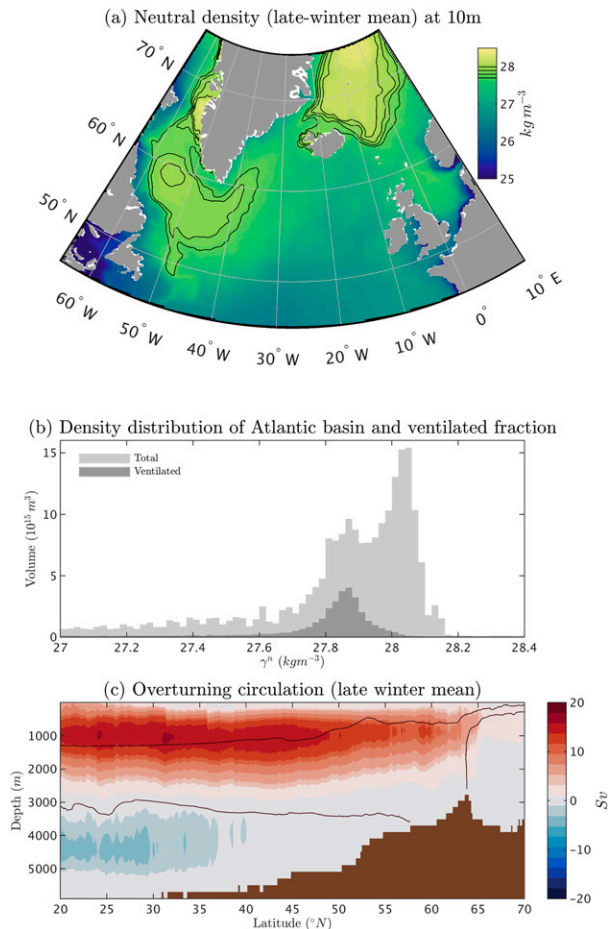 (a) Neutral density (late-winter mean) at 10m
70° N
60° N
50° N
60° W
50° W
40° W
30° W
20° W
10° W
0°
10° E
28
27
26
25
kg m⁻³
(b) Density distribution of Atlantic basin and ventilated fraction
Total
Ventilated
15
10
5
0
Volume (10¹⁵ m³)
27
27.2
27.4
27.6
27.8
28
28.2
28.4
γⁿ (kgm⁻³)
(c) Overturning circulation (late winter mean)
1000
2000
3000
4000
5000
Depth (m)
20
25
30
35
40
45
50
55
60
65
70
Latitude (°N)
20
10
0
−10
−20
Sv